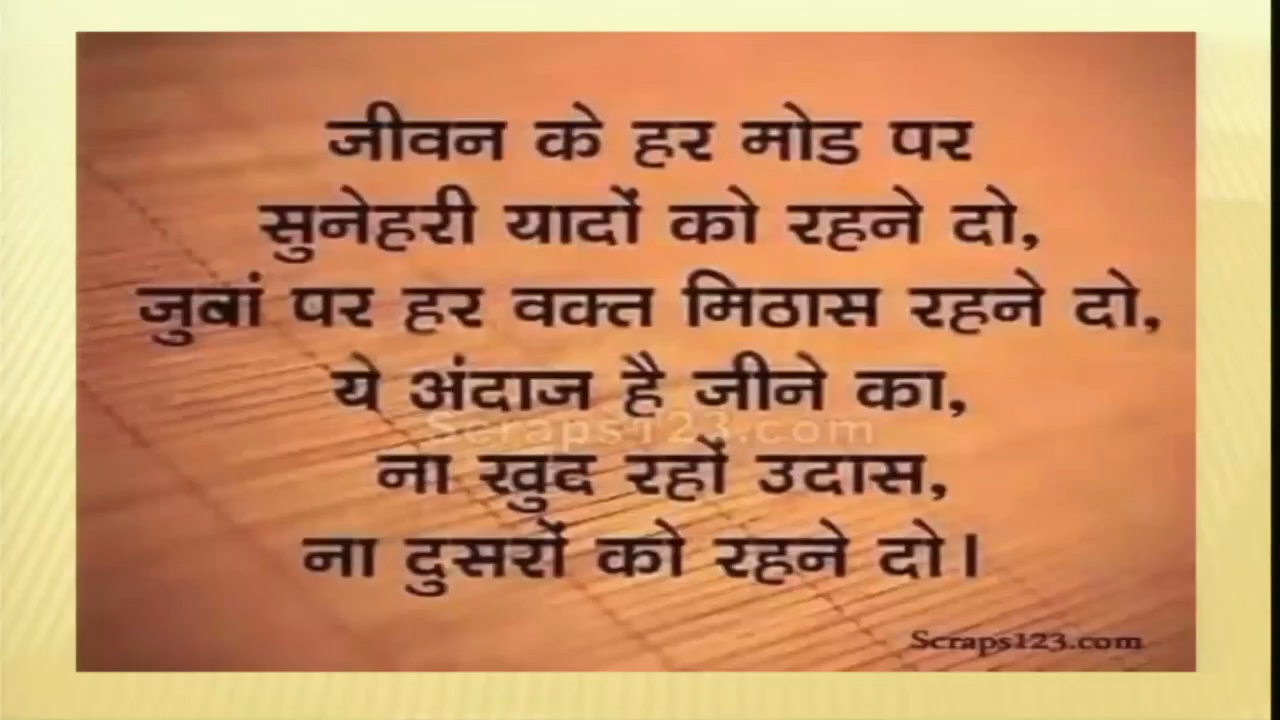 जीवन के हर मोड पर
सुनेहरी यादों को रहने दो,
जुबां पर हर वक्त मिठास रहने दो,
ये अंदाज है जीने का,
Scraps123.com
ना खुद रहों उदास,
ना दुसरों को रहने दो।
Scraps123.com